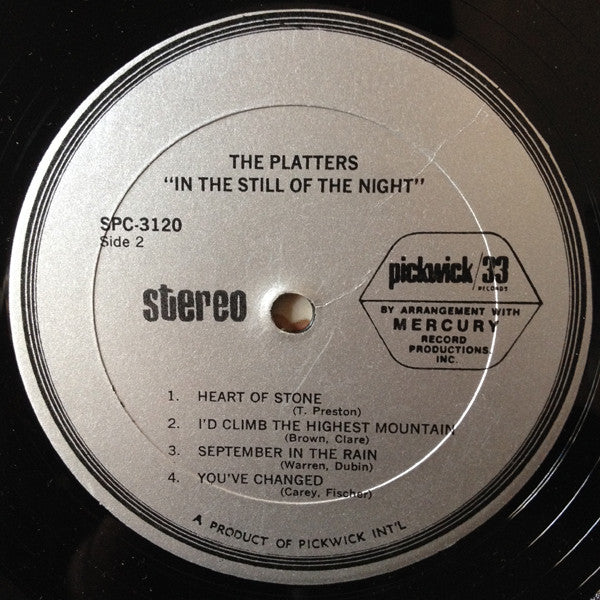 THE PLATTERS
"IN THE STILL OF THE NIGHT"
SPC-3120
Side 2
stereo
pickwick/33
RECORDS
BY ARRANGEMENT WITH
MERCURY
RECORD
PRODUCTIONS,
INC.
1. HEART OF STONE
(T. Preston)
2. I'D CLIMB THE HIGHEST MOUNTAIN
(Brown, Clare)
3. SEPTEMBER IN THE RAIN
(Warren, Dubin)
4. YOU'VE CHANGED
(Carey, Fischer)
A PRODUCT OF PICKWICK INT'L